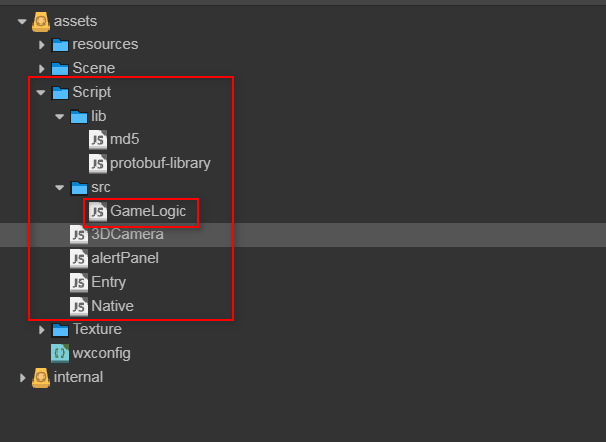 assets
resources
Scene
Script
lib
JS md5
JS protobuf-library
src
JS GameLogic
JS 3DCamera
JS alertPanel
JS Entry
JS Native
Texture
{} wxconfig
internal